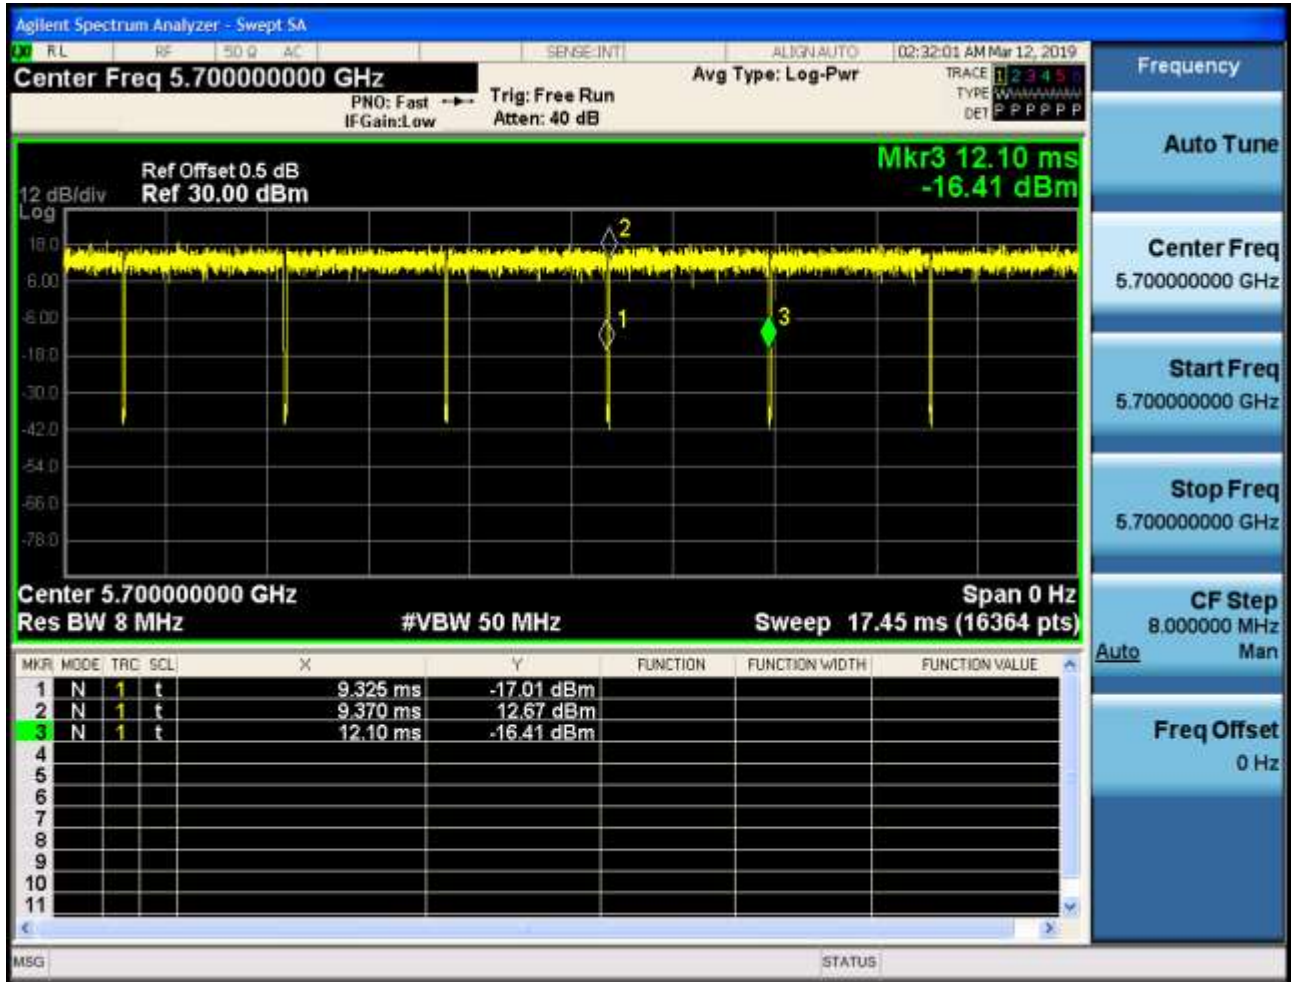 Agilent Spectrum Analyzer - Swept SA
RL RF 50 Ω AC SENSE:INT ALIGN AUTO 02:32:01 AM Mar 12, 2019
Center Freq 5.700000000 GHz
PNO: Fast
IFGain:Low
Trig: Free Run
Atten: 40 dB
Avg Type: Log-Pwr
TRACE 1 2 3 4 5 6
TYPE
DET P P P P P P
Mkr3 12.10 ms
-16.41 dBm
Ref Offset 0.5 dB
12 dB/div Ref 30.00 dBm
Log
18.0
6.00
-6.00
-18.0
-30.0
-42.0
-54.0
-66.0
-78.0
2
1
3
Center 5.700000000 GHz Span 0 Hz
Res BW 8 MHz #VBW 50 MHz Sweep 17.45 ms (16364 pts)
MKR MODE TRC SCL X Y FUNCTION FUNCTION WIDTH FUNCTION VALUE
1 N 1 t 9.325 ms -17.01 dBm
2 N 1 t 9.370 ms 12.67 dBm
3 N 1 t 12.10 ms -16.41 dBm
4
5
6
7
8
9
10
11
MSG STATUS
Frequency
Auto Tune
Center Freq
5.700000000 GHz
Start Freq
5.700000000 GHz
Stop Freq
5.700000000 GHz
CF Step
8.000000 MHz
Auto Man
Freq Offset
0 Hz